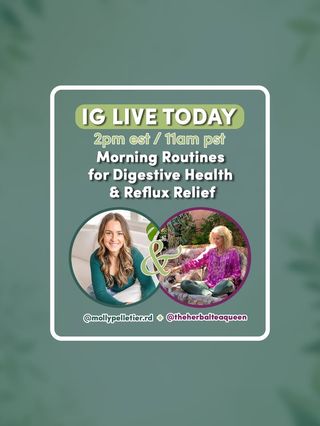 IG LIVE TODAY
2pm est / 11am pst
Morning Routines
for Digestive Health
& Reflux Relief
&
@mollypelletier.rd + @theherbalteaqueen